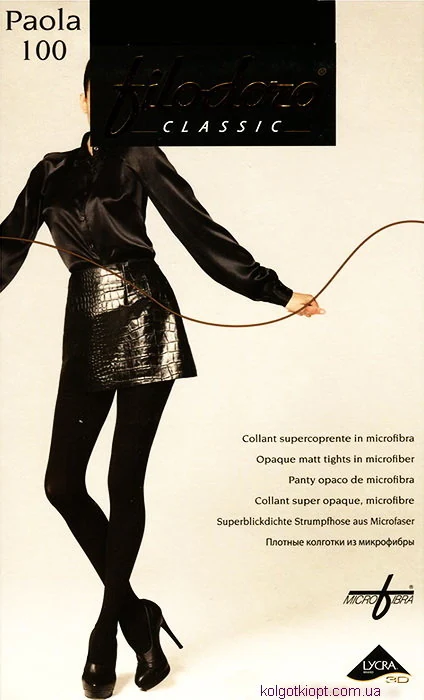 Paola
100
filodoro®
CLASSIC
Collant supercoprente in microfibra
Opaque matt tights in microfiber
Panty opaco de microfibra
Collant super opaque, microfibre
Superblickdichte Strumpfhose aus Microfaser
Плотные колготки из микрофибры
MICROFIBRA®
LYCRA
BRAND
3D
kolgotkiopt.com.ua